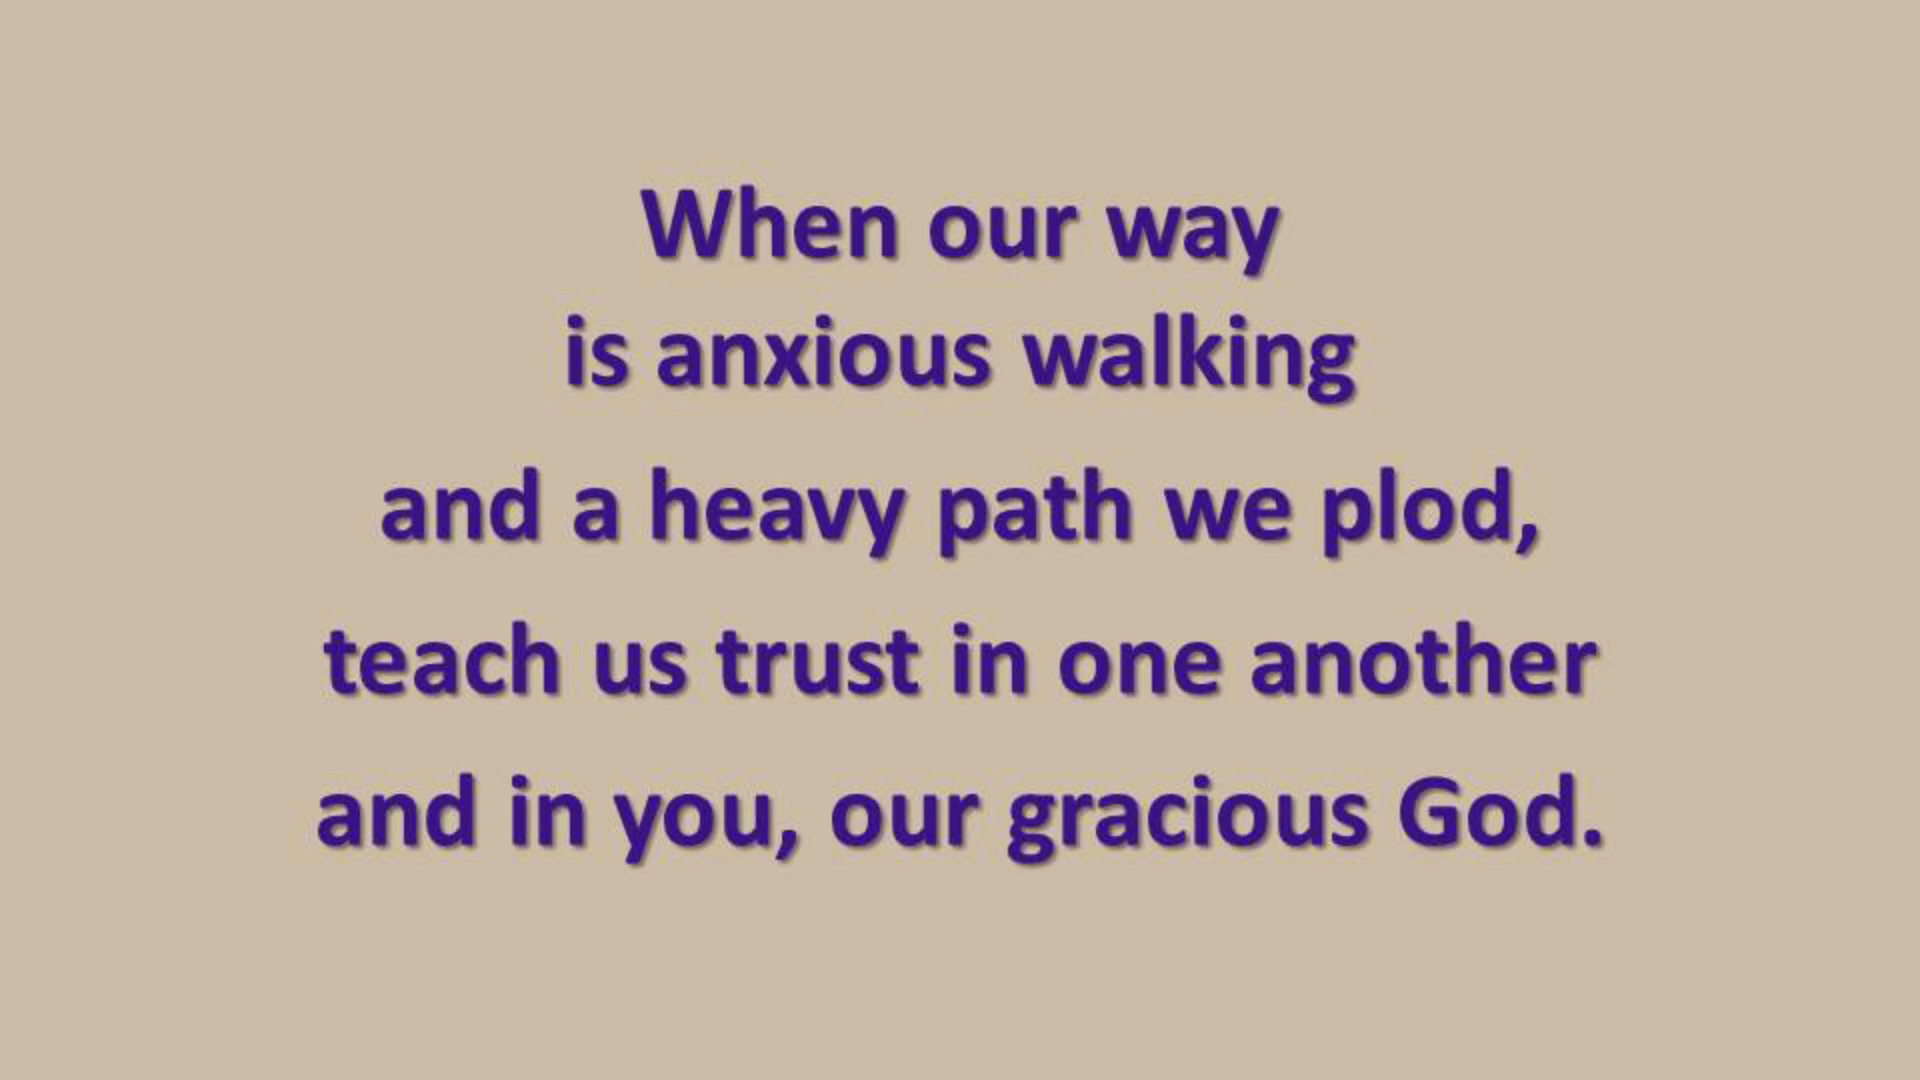 When our way
is anxious walking
and a heavy path we plod,
teach us trust in one another
and in you, our gracious God.